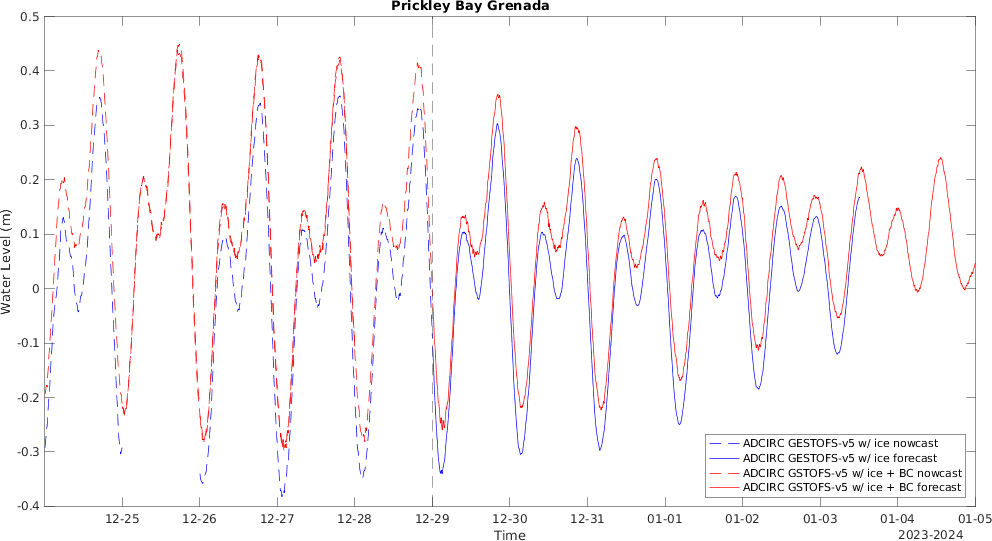 Prickley Bay Grenada
0.5
0.4
0.3
0.2
0.1
0
-0.1
-0.2
-0.3
-0.4
Water Level (m)
ADCIRC GESTOFS-v5 w/ ice nowcast
ADCIRC GESTOFS-v5 w/ ice forecast
ADCIRC GSTOFS-v5 w/ ice + BC nowcast
ADCIRC GSTOFS-v5 w/ ice + BC forecast
12-25 12-26 12-27 12-28 12-29 12-30 12-31 01-01 01-02 01-03 01-04 01-05
Time
2023-2024